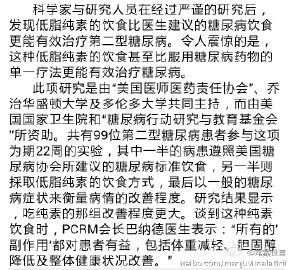 科学家与研究人员在经过严谨的研究后，
发现低脂纯素的饮食比医生建议的糖尿病饮食
更能有效治疗第二型糖尿病。令人震惊的是，
这种低脂纯素的饮食甚至比服用糖尿病药物的
单一疗法更能有效治疗糖尿病。
此项研究是由“美国医师医药责任协会”、乔
治华盛顿大学及多伦多大学共同主持，而由美
国国家卫生院和“糖尿病行动研究与教育基金会
”所资助。共有99位第二型糖尿病患者参与这项
为期22周的实验，其中一半的病患遵照美国糖
尿病协会所建议的糖尿病标准饮食，另一半则
采取低脂纯素的饮食方式，最后以一般的糖尿
病症状来衡量病情的改善程度。研究结果显示
，吃纯素的那组改善程度更大。谈到这种纯素
饮食时，PCRM会长巴纳德医生表示：“所有的‘
副作用’都对患者有益，包括体重减轻、胆固醇
降低及整体健康状况改善。”